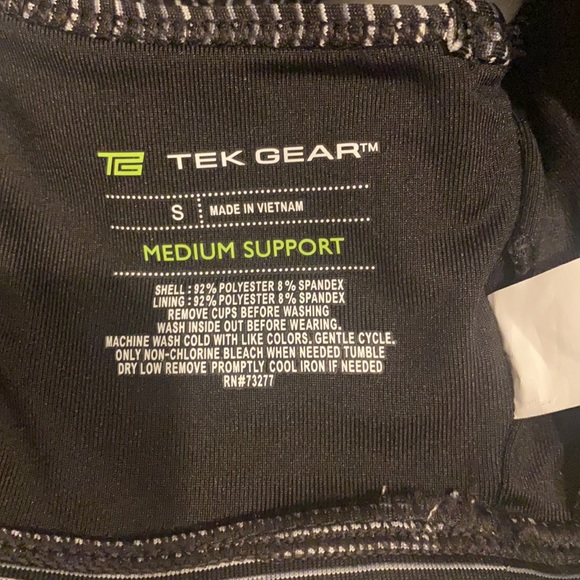 TEK GEAR™
S MADE IN VIETNAM
MEDIUM SUPPORT
SHELL : 92% POLYESTER 8% SPANDEX
LINING : 92% POLYESTER 8% SPANDEX
REMOVE CUPS BEFORE WASHING
WASH INSIDE OUT BEFORE WEARING.
MACHINE WASH COLD WITH LIKE COLORS. GENTLE CYCLE.
ONLY NON-CHLORINE BLEACH WHEN NEEDED TUMBLE
DRY LOW REMOVE PROMPTLY COOL IRON IF NEEDED
RN#73277